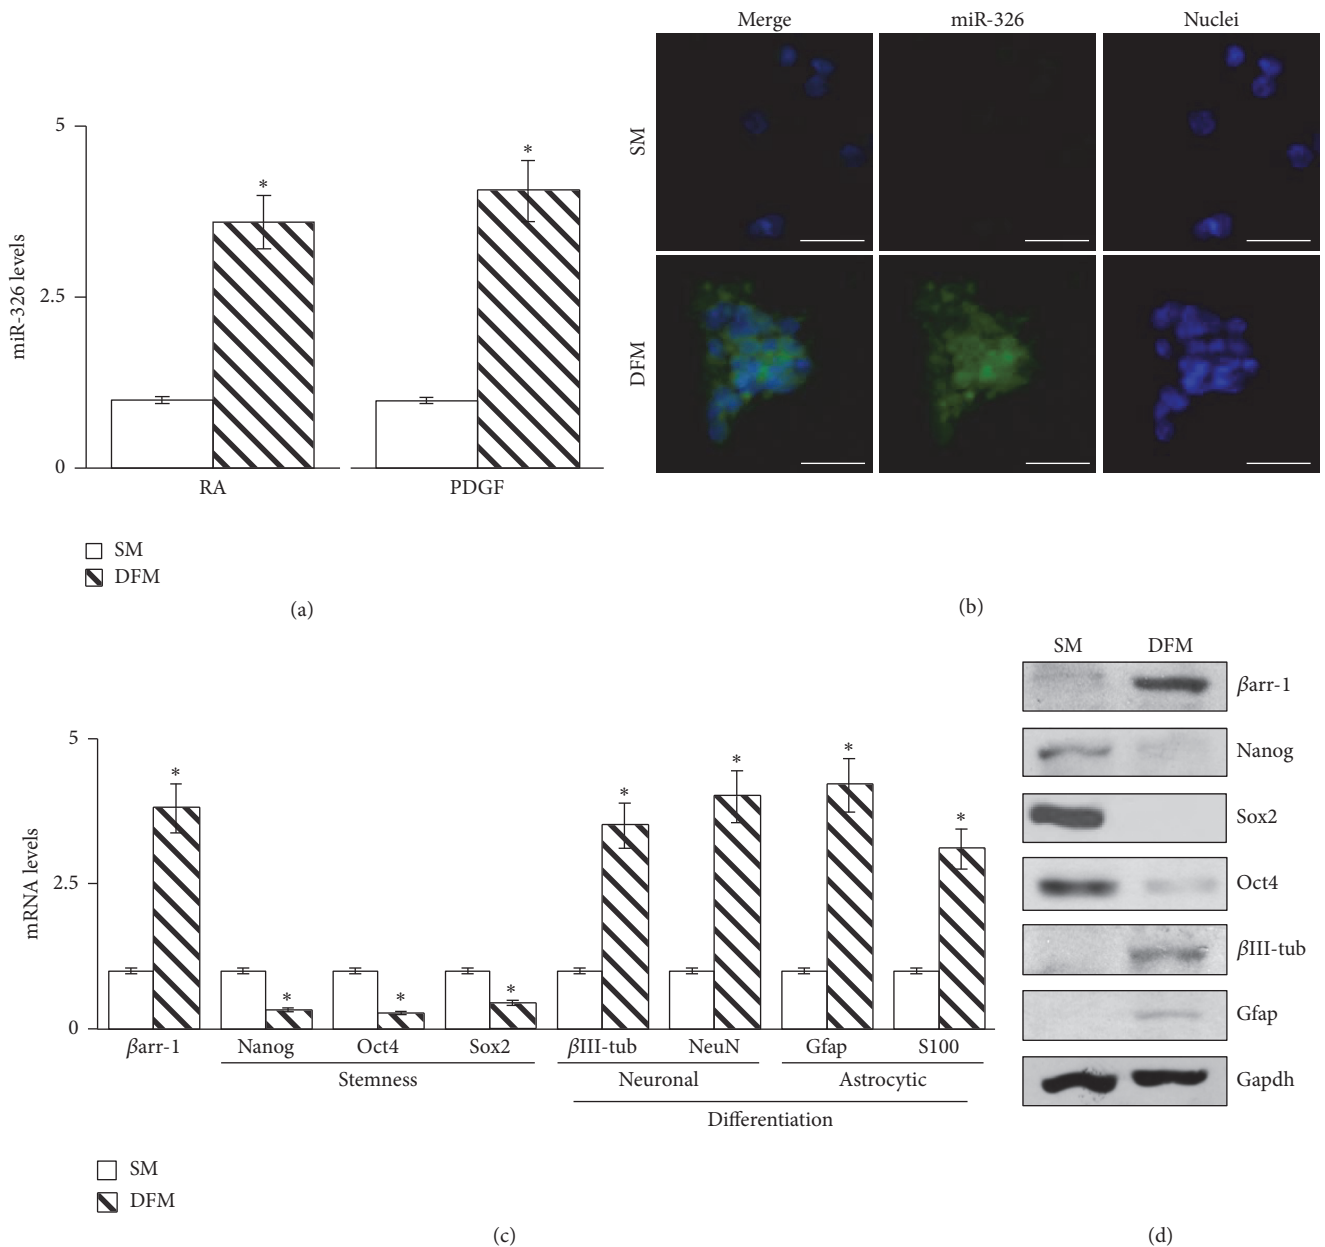 5
2.5
0
miR-326 levels
*
*
RA
PDGF
SM
DFM
(a)
Merge
miR-326
Nuclei
SM
DFM
(b)
5
2.5
0
mRNA levels
*
*
*
*
*
*
*
*
βarr-1
Nanog
Oct4
Sox2
βIII-tub
NeuN
Gfap
S100
Stemness
Neuronal
Astrocytic
Differentiation
SM
DFM
(c)
SM
DFM
βarr-1
Nanog
Sox2
Oct4
βIII-tub
Gfap
Gapdh
(d)